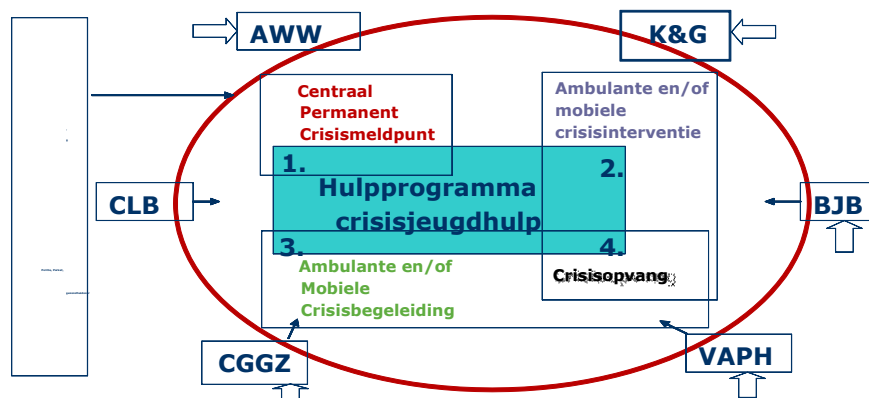 AWW
K&G
Centraal
Permanent
Crisismeldpunt
Ambulante en/of
mobiele
crisisinterventie
1.
2.
Hulpprogramma
crisisjeugdhulp
CLB
BJB
3.
4.
Ambulante en/of
Mobiele
Crisisbegeleiding
Crisisopvang
CGGZ
VAPH